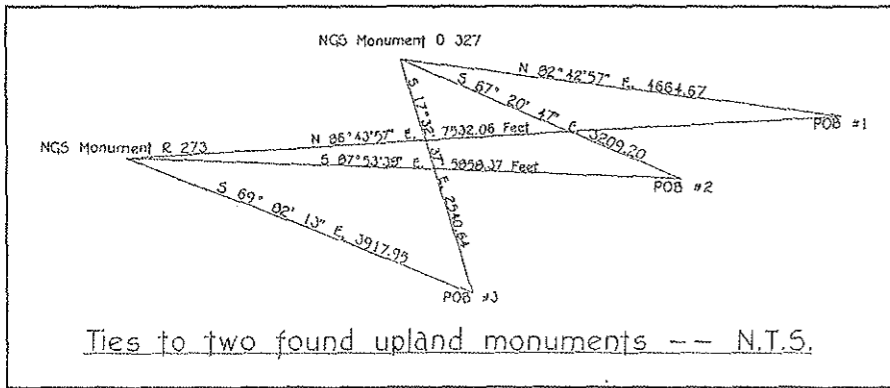 NGS Monument O 327
N 82°42'57" E, 4664.67
S 67° 20' 47" E, 3209.20
S 17°32' 37" E, 2540.64
POB #1
N 86°43'57" E, 7532.06 Feet
NGS Monument R 273
S 87°53'39" E, 5858.37 Feet
POB #2
S 69° 02' 13" E, 3917.95
POB #3
Ties to two found upland monuments -- N.T.S.